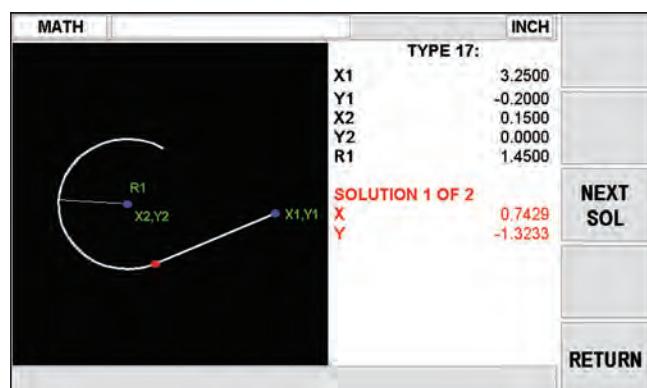 MATH INCH
TYPE 17:
X1 3.2500
Y1 -0.2000
X2 0.1500
Y2 0.0000
R1 1.4500
SOLUTION 1 OF 2
X 0.7429
Y -1.3233
R1
X2,Y2
X1,Y1
NEXT
SOL
RETURN